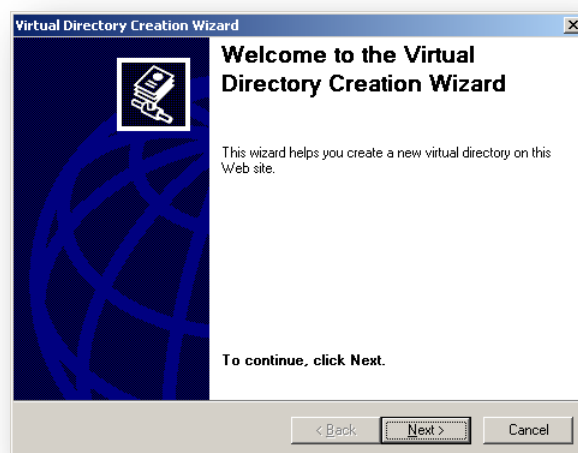 Virtual Directory Creation Wizard
Welcome to the Virtual
Directory Creation Wizard
This wizard helps you create a new virtual directory on this
Web site.
To continue, click Next.
< Back
Next >
Cancel